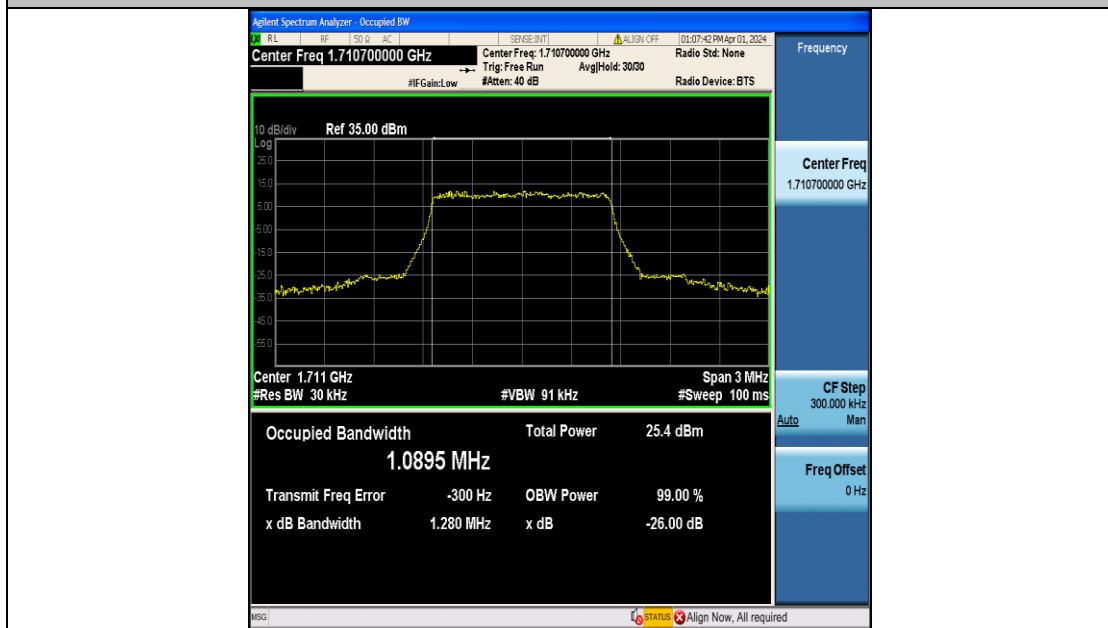 Agilent Spectrum Analyzer - Occupied BW
RL RF 50 Ω AC SENSE:INT ALIGN OFF 01:07:42 PM Apr 01, 2024
Center Freq 1.710700000 GHz
Center Freq: 1.710700000 GHz Radio Std: None
Trig: Free Run Avg|Hold: 30/30
#IFGain:Low #Atten: 40 dB Radio Device: BTS
Frequency
10 dB/div Ref 35.00 dBm
Log
25.0
15.0
5.00
-5.00
-15.0
-25.0
-35.0
-45.0
-55.0
Center 1.711 GHz Span 3 MHz
#Res BW 30 kHz #VBW 91 kHz #Sweep 100 ms
Center Freq
1.710700000 GHz
CF Step
300.000 kHz
Auto Man
Freq Offset
0 Hz
Occupied Bandwidth Total Power 25.4 dBm
1.0895 MHz
Transmit Freq Error -300 Hz OBW Power 99.00 %
x dB Bandwidth 1.280 MHz x dB -26.00 dB
MSG STATUS Align Now, All required